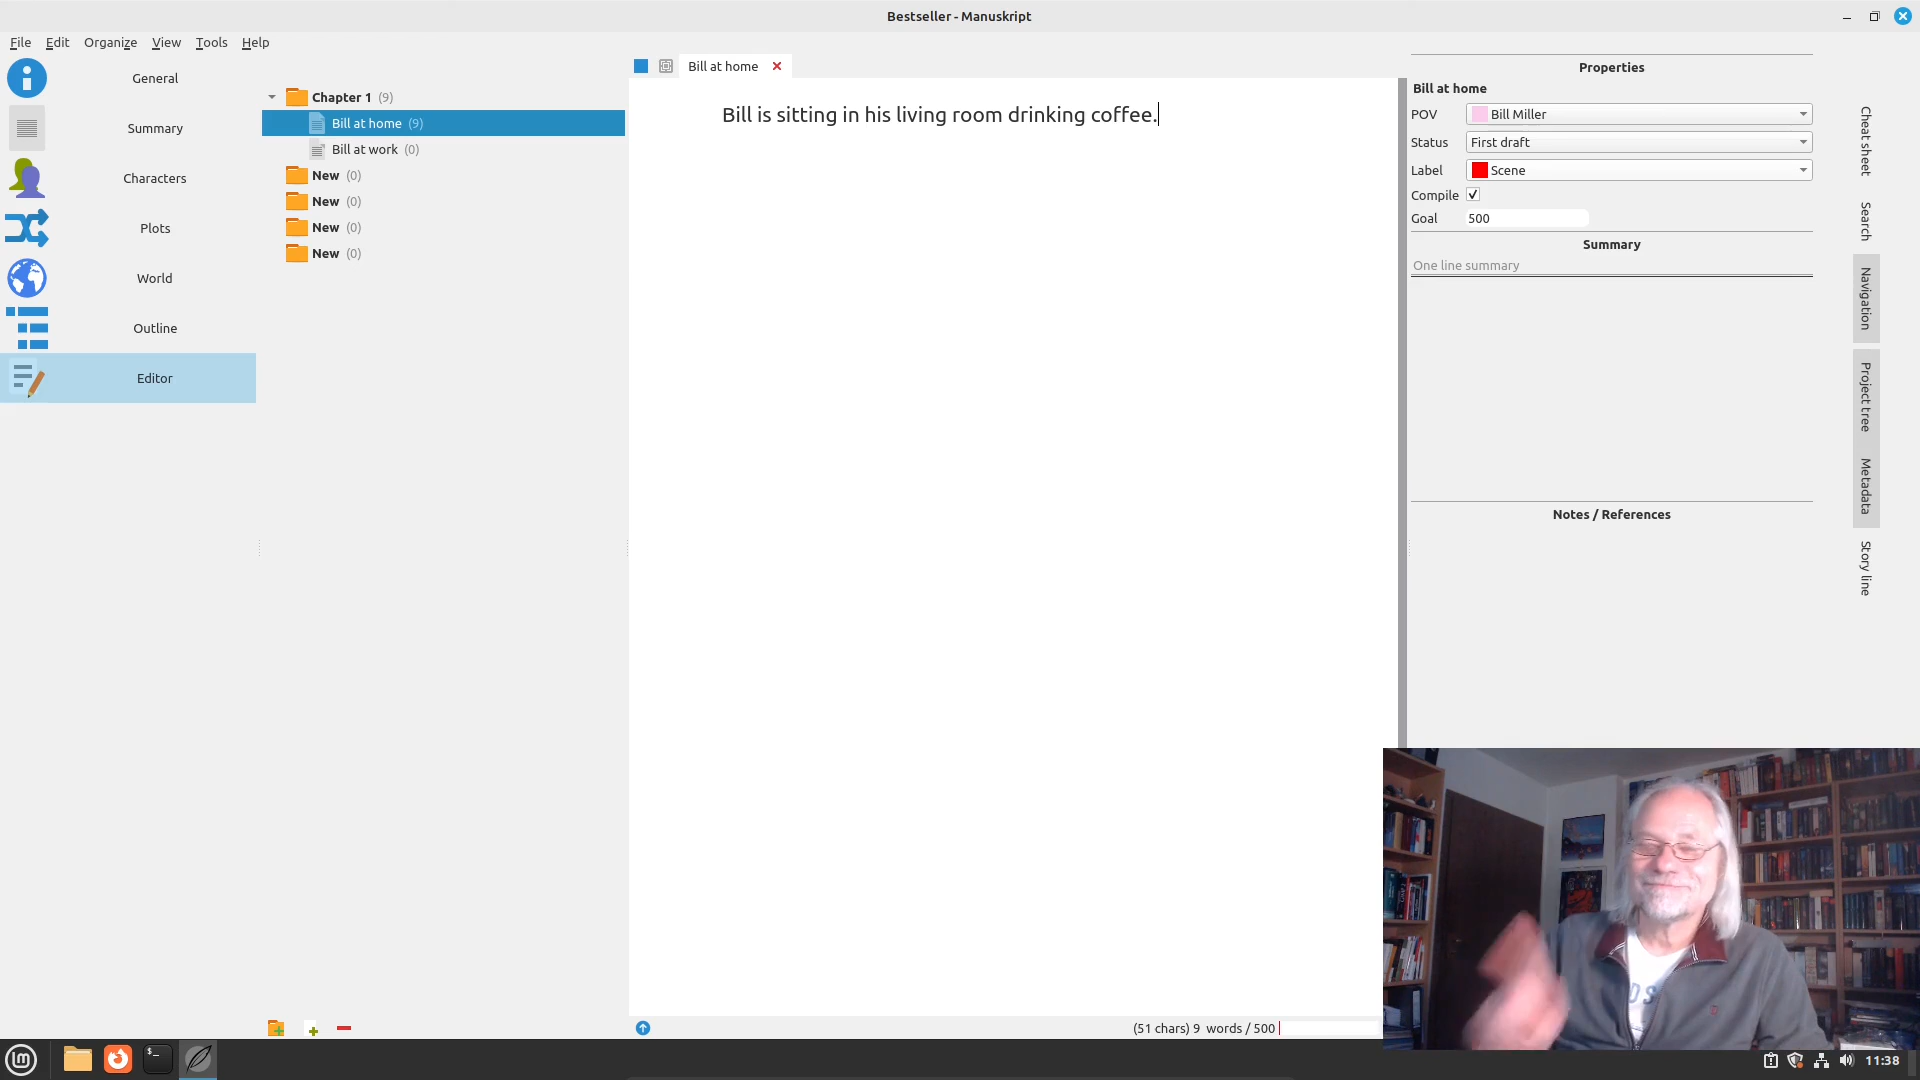 Bestseller - Manuskript
File Edit Organize View Tools Help
General
Summary
Characters
Plots
World
Outline
Editor
Chapter 1 (9)
Bill at home (9)
Bill at work (0)
New (0)
New (0)
New (0)
New (0)
Bill at home
Bill is sitting in his living room drinking coffee.
(51 chars) 9 words / 500
Properties
Bill at home
POV Bill Miller
Status First draft
Label Scene
Compile
Goal 500
Summary
One line summary
Notes / References
Cheat sheet
Search
Navigation
Project tree
Metadata
Story line
11:38